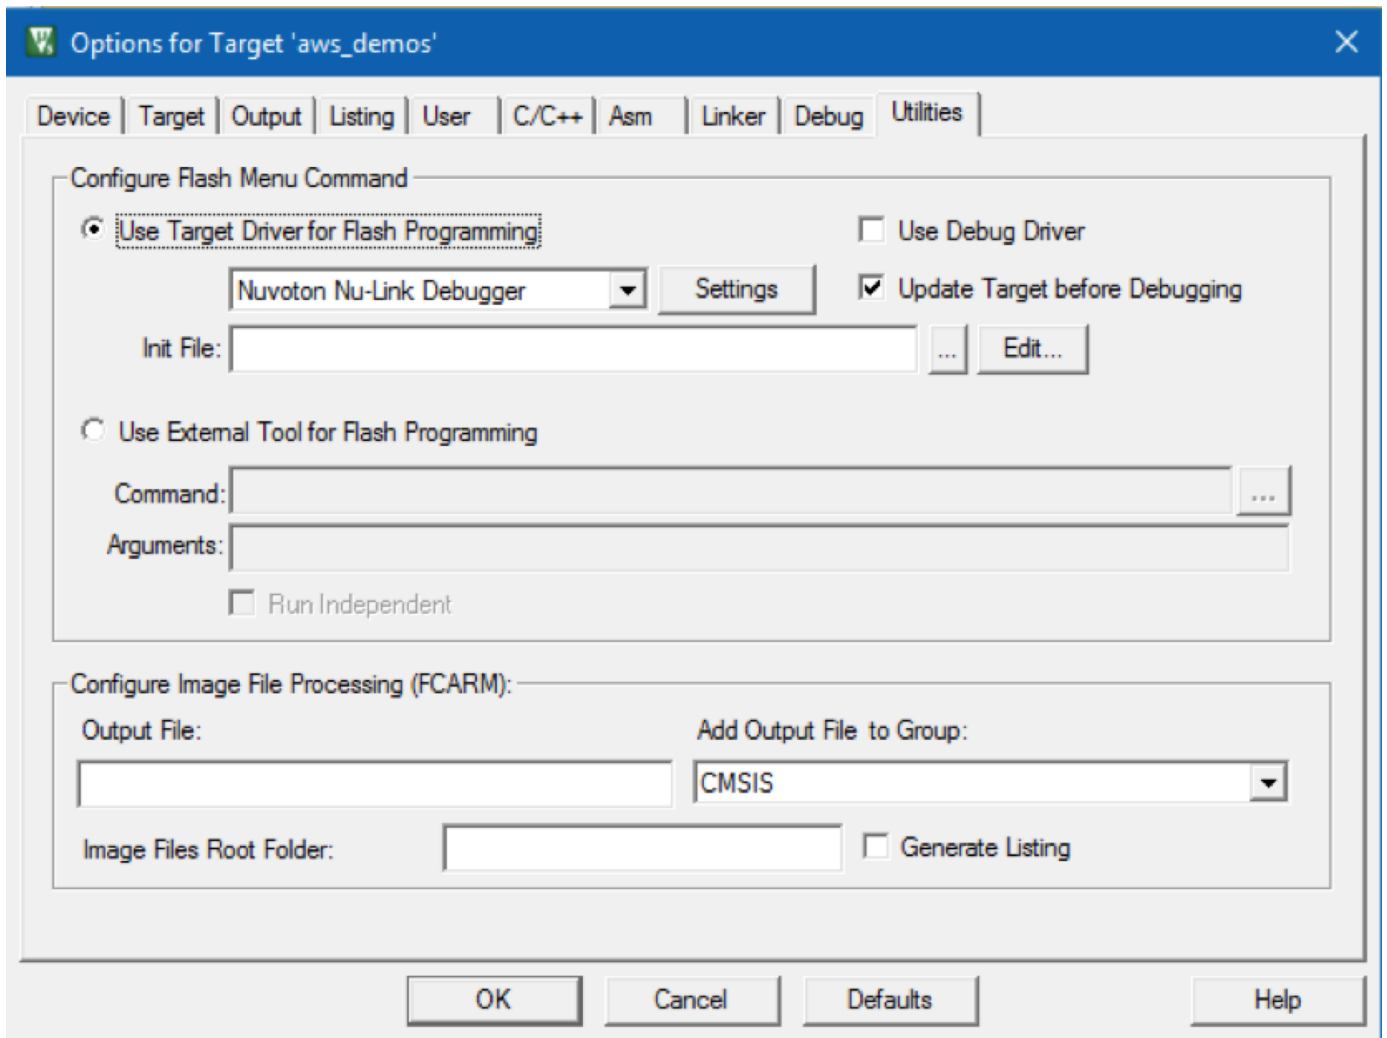 Options for Target 'aws_demos'
Device Target Output Listing User C/C++ Asm Linker Debug Utilities
Configure Flash Menu Command
Use Target Driver for Flash Programming Use Debug Driver
Nuvoton Nu-Link Debugger Settings Update Target before Debugging
Init File: ... Edit...
Use External Tool for Flash Programming
Command: ...
Arguments:
Run Independent
Configure Image File Processing (FCARM):
Output File: Add Output File to Group:
CMSIS
Image Files Root Folder: Generate Listing
OK Cancel Defaults Help